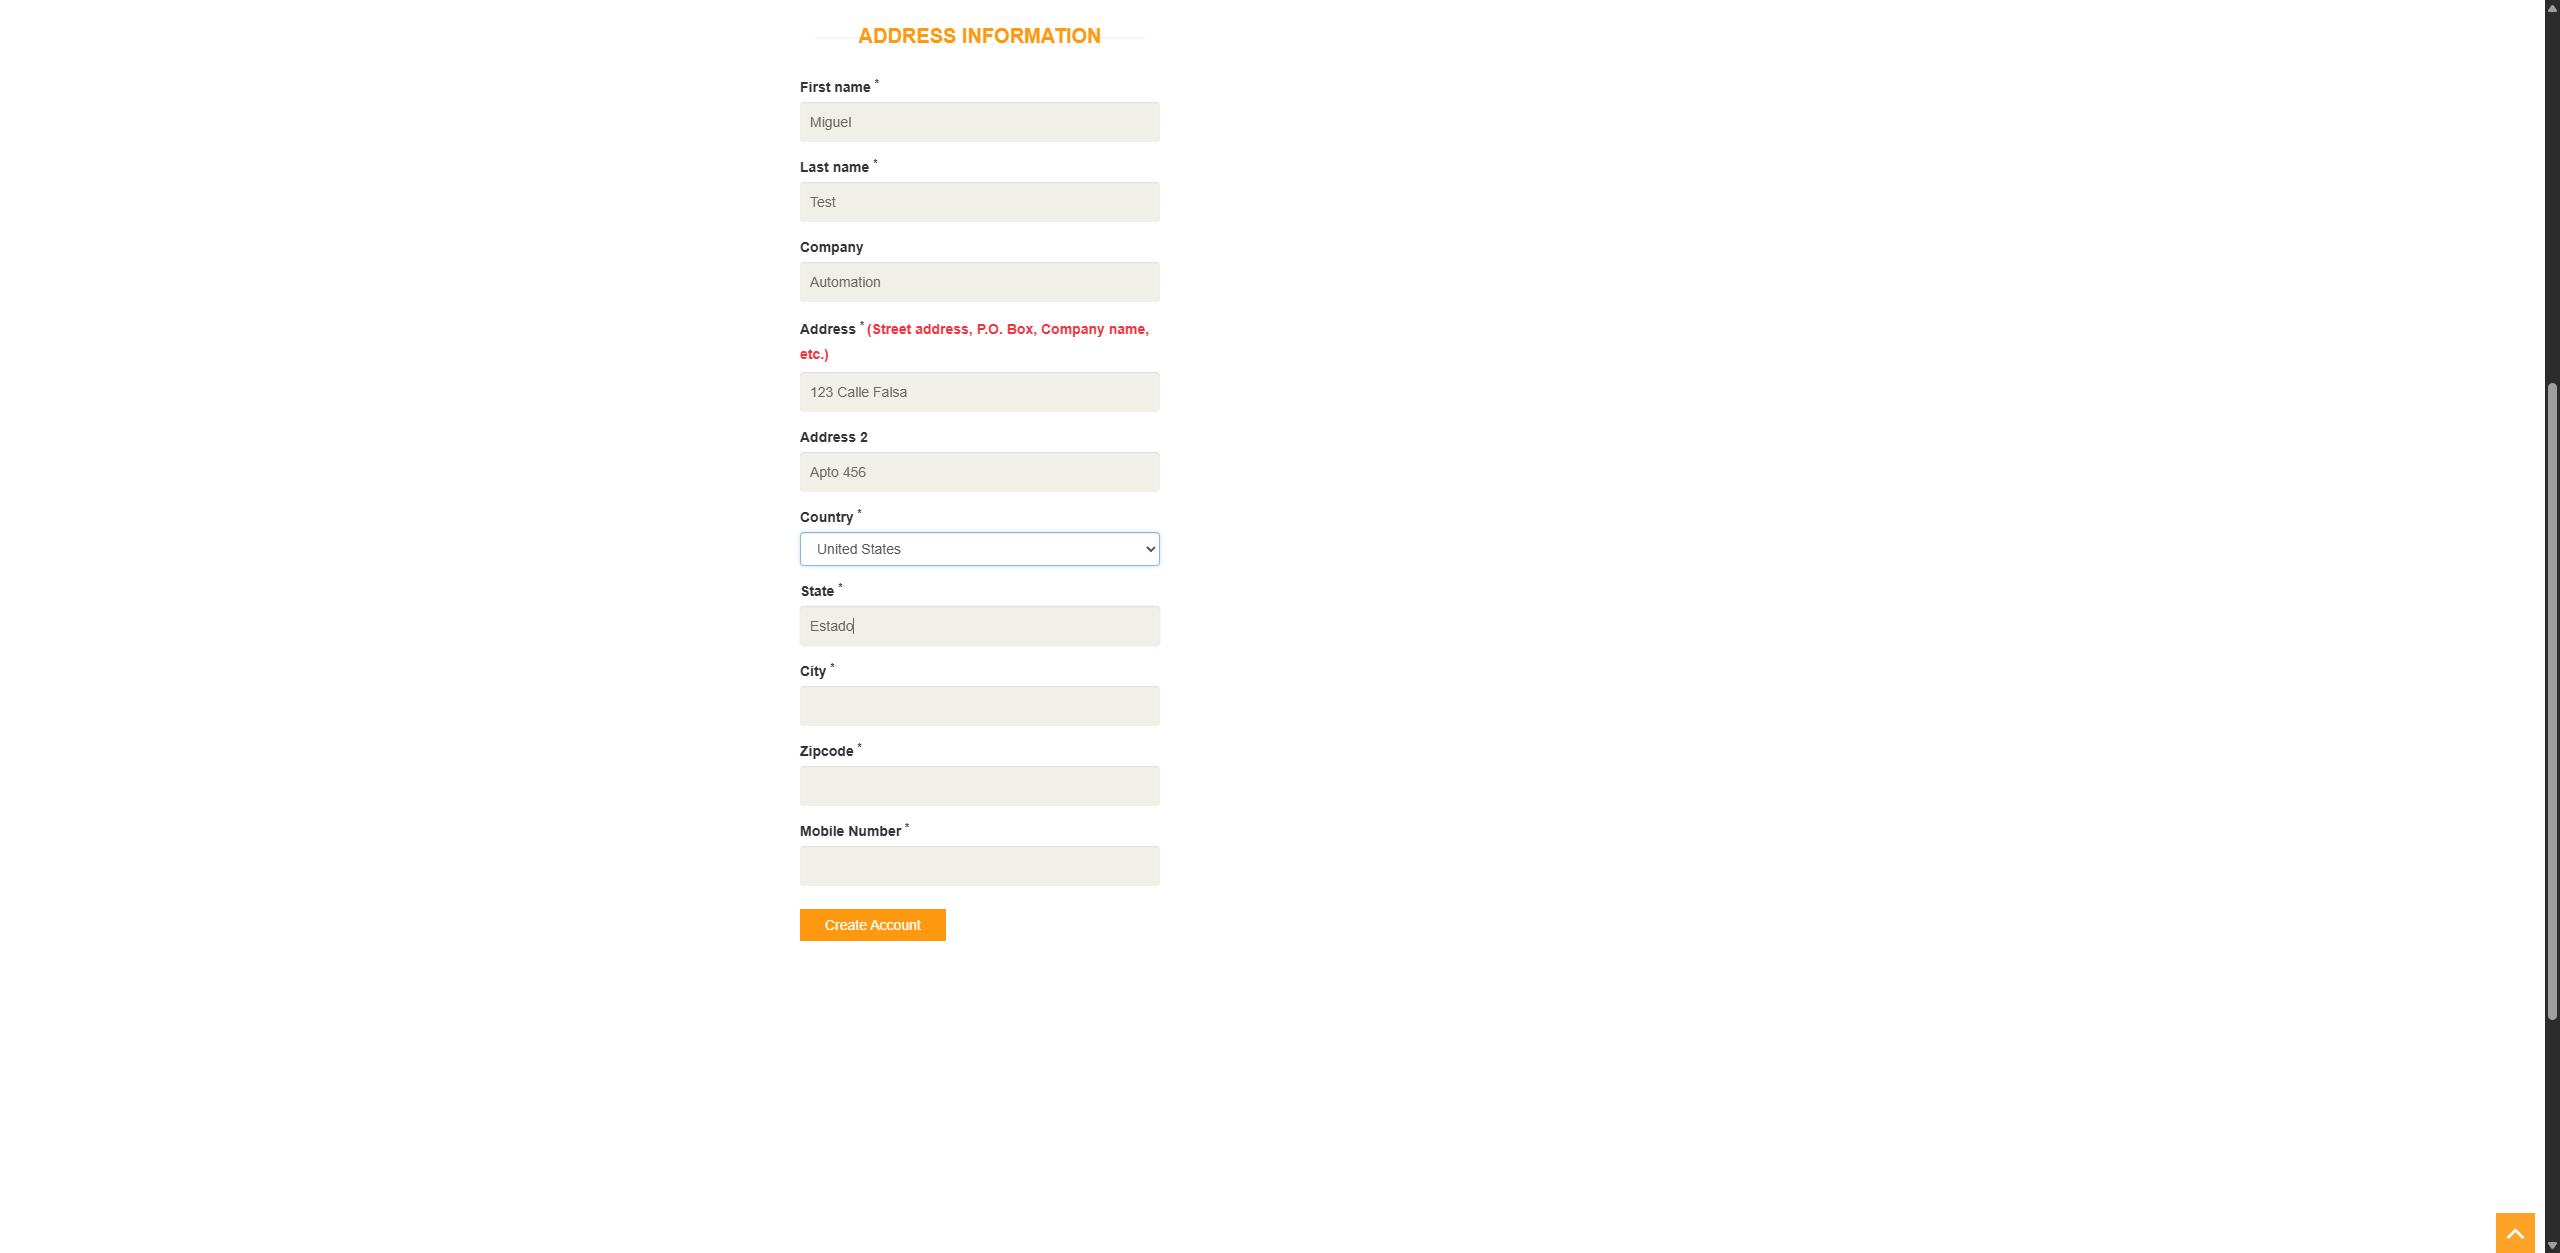 ADDRESS INFORMATION
First name *
Miguel
Last name *
Test
Company
Automation
Address * (Street address, P.O. Box, Company name,
etc.)
123 Calle Falsa
Address 2
Apto 456
Country *
United States
State *
Estado
City *
Zipcode *
Mobile Number *
Create Account